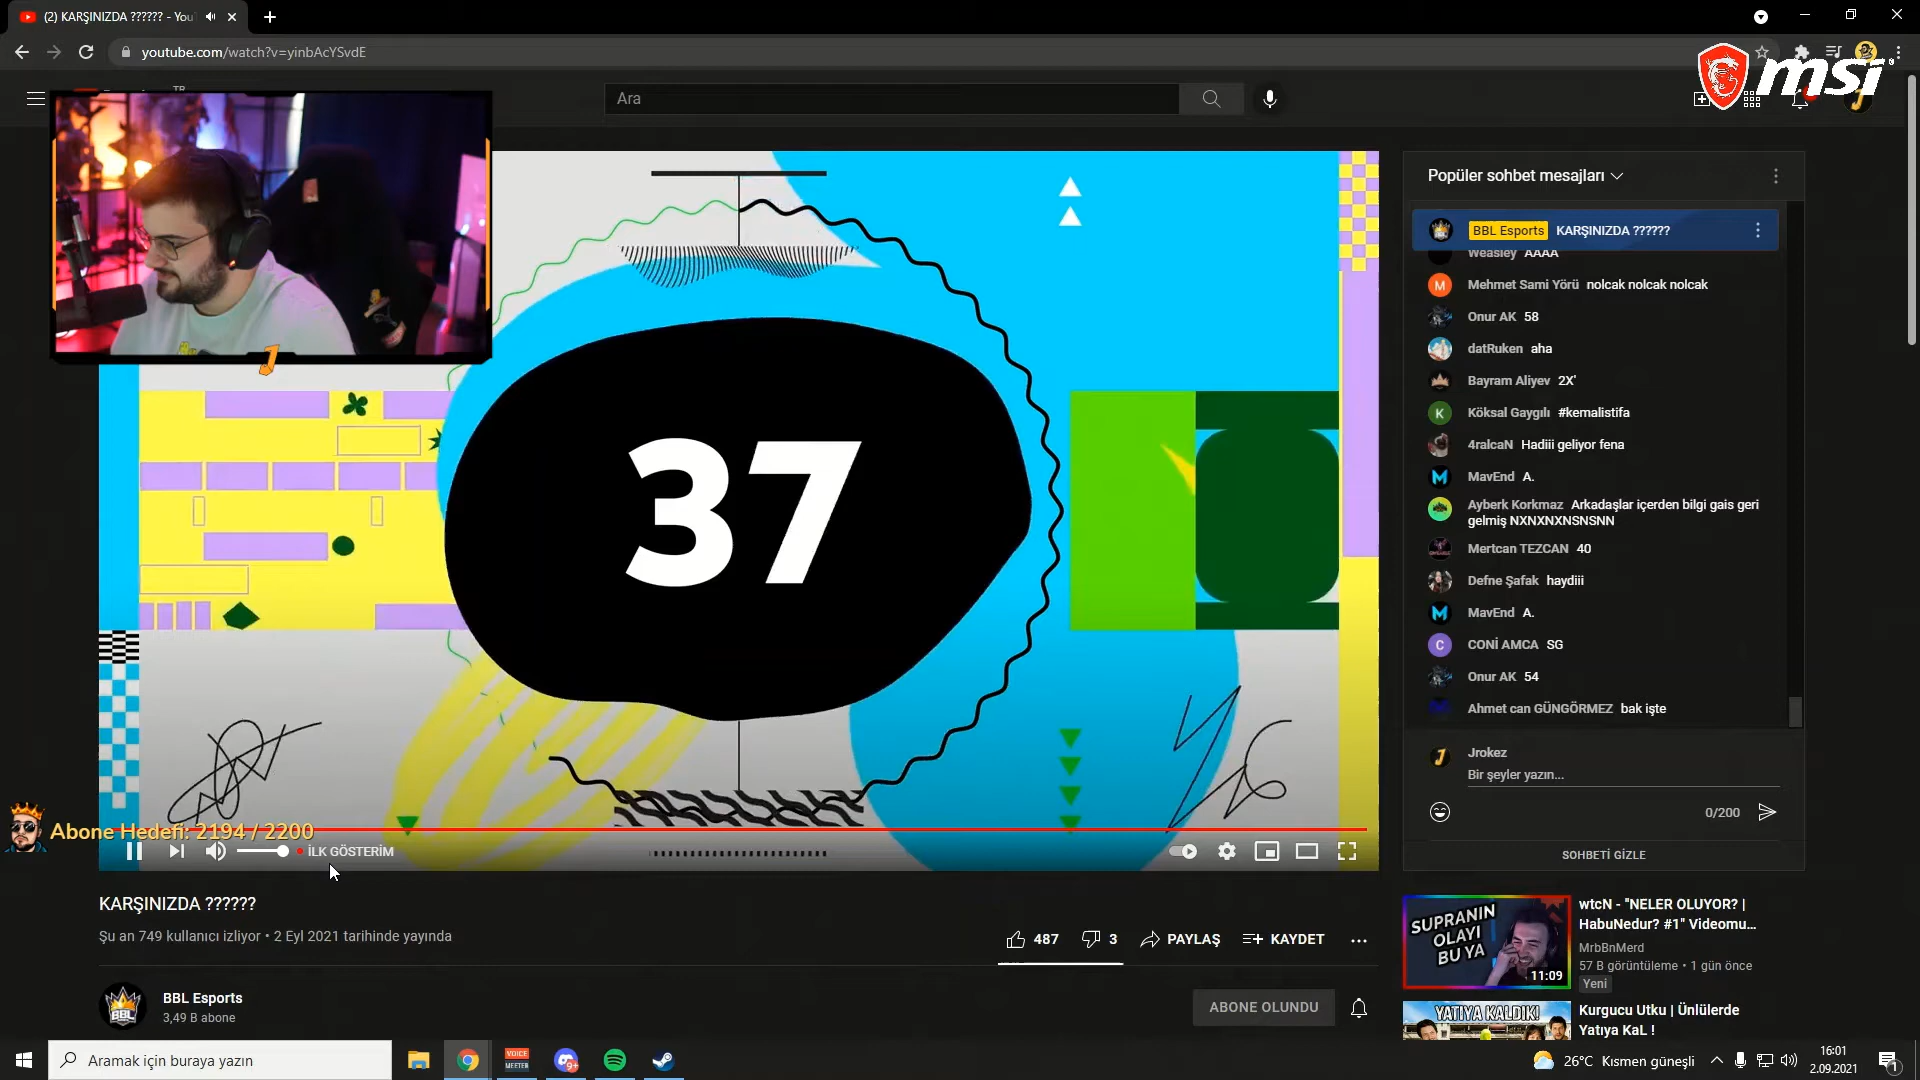 (2) KARŞINIZDA ?????? - You
youtube.com/watch?v=yinbAcYSvdE
msi
TR
Ara
37
Abone Hedefi: 2194 / 2200
İLK GÖSTERİM
KARŞINIZDA ??????
Şu an 749 kullanıcı izliyor • 2 Eyl 2021 tarihinde yayında
487
3
PAYLAŞ
KAYDET
BBL Esports
3,49 B abone
ABONE OLUNDU
Popüler sohbet mesajları
BBL Esports KARŞINIZDA ??????
Weasley AAAA
Mehmet Sami Yörü nolcak nolcak nolcak
Onur AK 58
datRuken aha
Bayram Aliyev 2X'
Köksal Gaygılı #kemalistifa
4ralcaN Hadiii geliyor fena
MavEnd A.
Ayberk Korkmaz Arkadaşlar içerden bilgi gais geri
gelmiş NXNXNXNSNSNN
Mertcan TEZCAN 40
Defne Şafak haydiii
MavEnd A.
CONİ AMCA SG
Onur AK 54
Ahmet can GÜNGÖRMEZ bak işte
Jrokez
Bir şeyler yazın...
0/200
SOHBETİ GİZLE
SUPRANIN
OLAYI
BU YA
11:09
wtcN - "NELER OLUYOR? |
HabuNedur? #1" Videomu...
MrbBnMerd
57 B görüntüleme • 1 gün önce
Yeni
YATIYA KALDIK!
Kurgucu Utku | Ünlülerde
Yatıya KaL !
Aramak için buraya yazın
VOICE
MEETER
9+
26°C Kısmen güneşli
16:01
2.09.2021
1